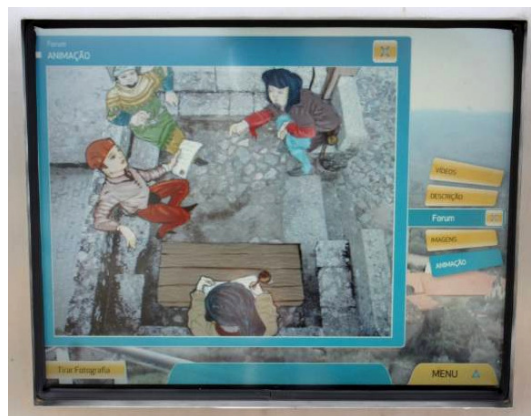 Forum
ANIMAÇÃO
VÍDEOS
DESCRIÇÃO
Forum
IMAGENS
ANIMAÇÃO
Tirar Fotografia
MENU